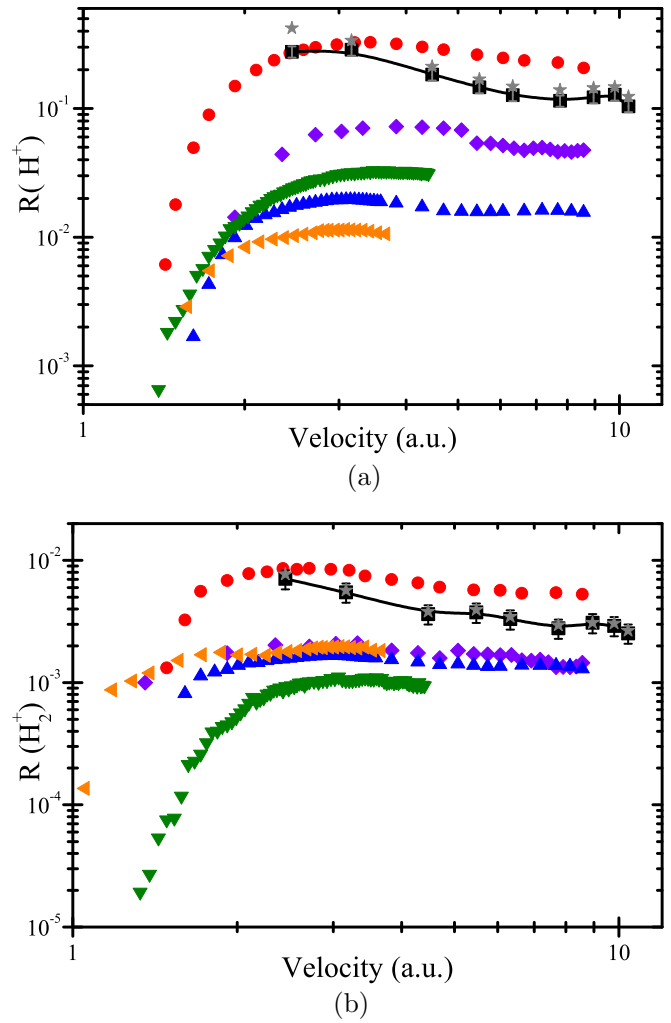 R( H⁺)
10⁻¹
10⁻²
10⁻³
1
10
Velocity (a.u.)
(a)
R (H₂⁺)
10⁻²
10⁻³
10⁻⁴
10⁻⁵
1
10
Velocity (a.u.)
(b)